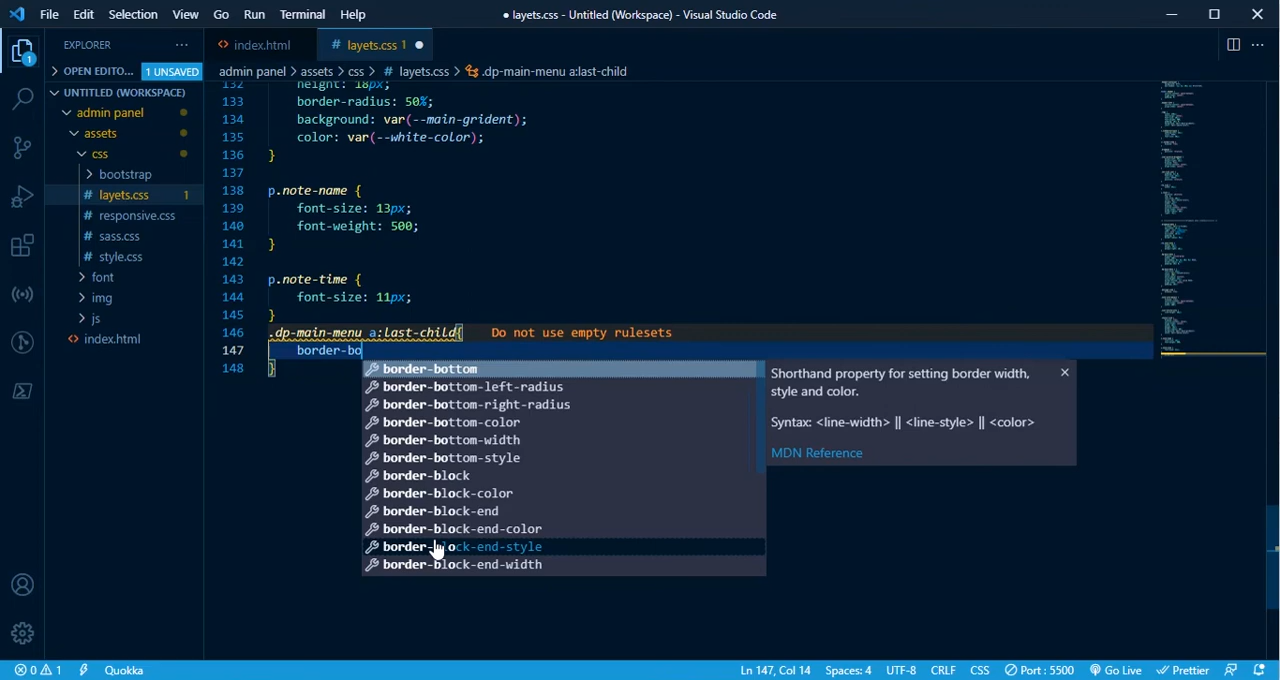 File Edit Selection View Go Run Terminal Help
● layets.css - Untitled (Workspace) - Visual Studio Code
EXPLORER
index.html
# layets.css 1
OPEN EDITO... 1 UNSAVED
admin panel > assets > css > # layets.css > .dp-main-menu a:last-child
UNTITLED (WORKSPACE)
admin panel
assets
css
bootstrap
# layets.css 1
# responsive.css
# sass.css
# style.css
font
img
js
index.html
1
132 height: 18px;
133 border-radius: 50%;
134 background: var(--main-grident);
135 color: var(--white-color);
136 }
137
138 p.note-name {
139 font-size: 13px;
140 font-weight: 500;
141 }
142
143 p.note-time {
144 font-size: 11px;
145 }
146 .dp-main-menu a:last-child{ Do not use empty rulesets
147 border-bo
148 }
border-bottom
border-bottom-left-radius
border-bottom-right-radius
border-bottom-color
border-bottom-width
border-bottom-style
border-block
border-block-color
border-block-end
border-block-end-color
border-block-end-style
border-block-end-width
Shorthand property for setting border width,
style and color.
Syntax: <line-width> || <line-style> || <color>
MDN Reference
0 1 Quokka
Ln 147, Col 14 Spaces: 4 UTF-8 CRLF CSS Port : 5500 Go Live Prettier